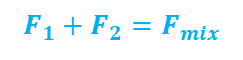 F₁ + F₂ = Fₘᵢₓ